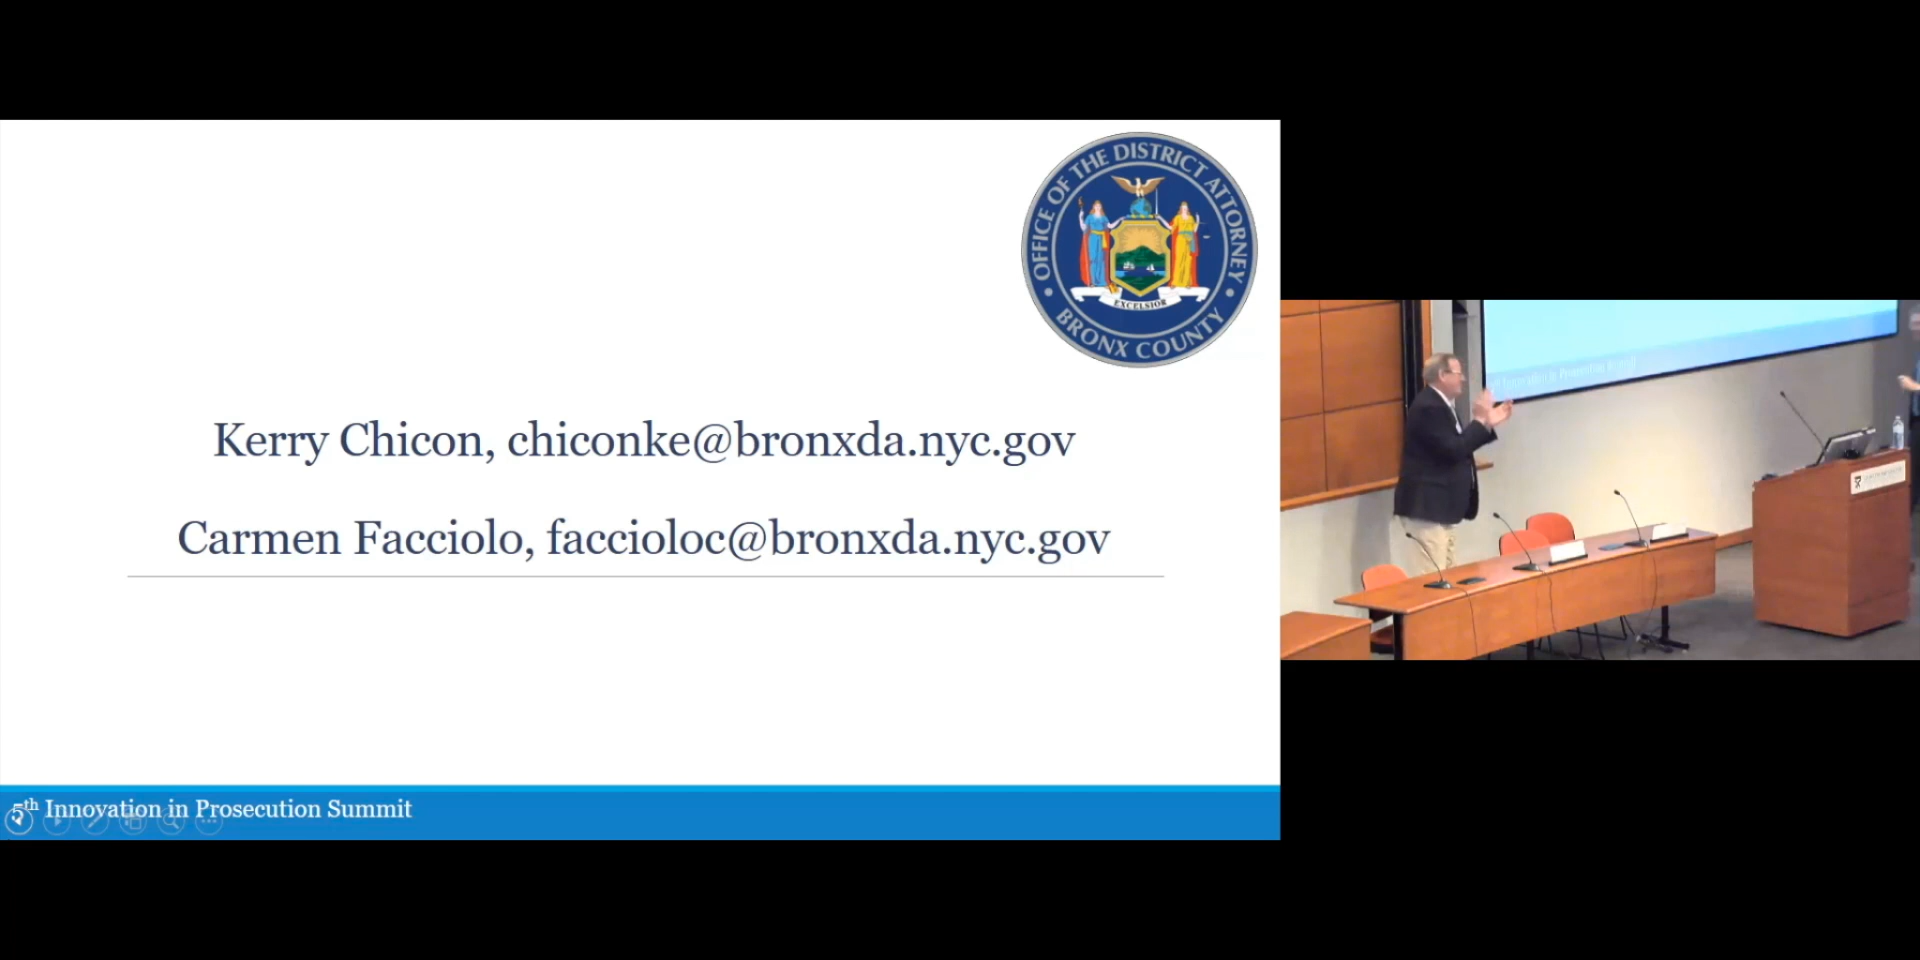 OFFICE OF THE DISTRICT ATTORNEY
EXCELSIOR
BRONX COUNTY
Kerry Chicon, chiconke@bronxda.nyc.gov
Carmen Facciolo, faccioloc@bronxda.nyc.gov
5th Innovation in Prosecution Summit